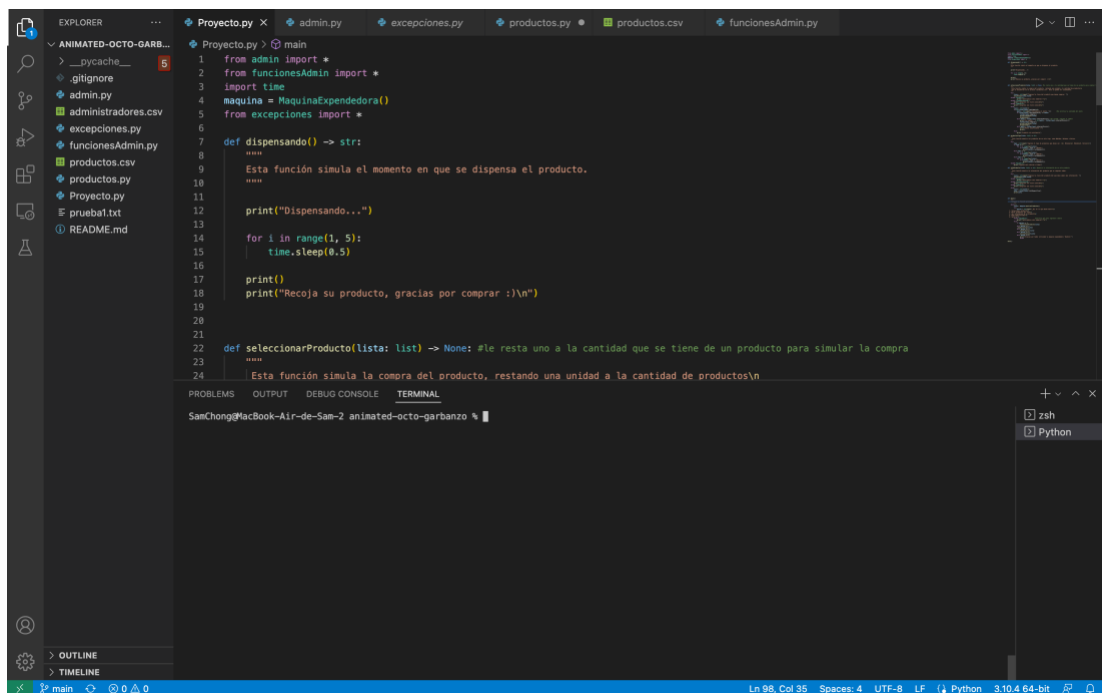 EXPLORER ...
ANIMATED-OCTO-GARB...
__pycache__ 5
.gitignore
admin.py
administradores.csv
excepciones.py
funcionesAdmin.py
productos.csv
productos.py
Proyecto.py
prueba1.txt
README.md
OUTLINE
TIMELINE
1
Proyecto.py
admin.py
excepciones.py
productos.py
productos.csv
funcionesAdmin.py
Proyecto.py > main
1 from admin import *
2 from funcionesAdmin import *
3 import time
4 maquina = MaquinaExpendedora()
5 from excepciones import *
6
7 def dispensando() -> str:
8 """
9 Esta función simula el momento en que se dispensa el producto.
10 """
11
12 print("Dispensando...")
13
14 for i in range(1, 5):
15 time.sleep(0.5)
16
17 print()
18 print("Recoja su producto, gracias por comprar :)\n")
19
20
21
22 def seleccionarProducto(lista: list) -> None: #le resta uno a la cantidad que se tiene de un producto para simular la compra
23 """
24 Esta función simula la compra del producto, restando una unidad a la cantidad de productos\n
PROBLEMS OUTPUT DEBUG CONSOLE TERMINAL
SamChong@MacBook-Air-de-Sam-2 animated-octo-garbanzo %
zsh
Python
main 0 0
Ln 98, Col 35 Spaces: 4 UTF-8 LF Python 3.10.4 64-bit